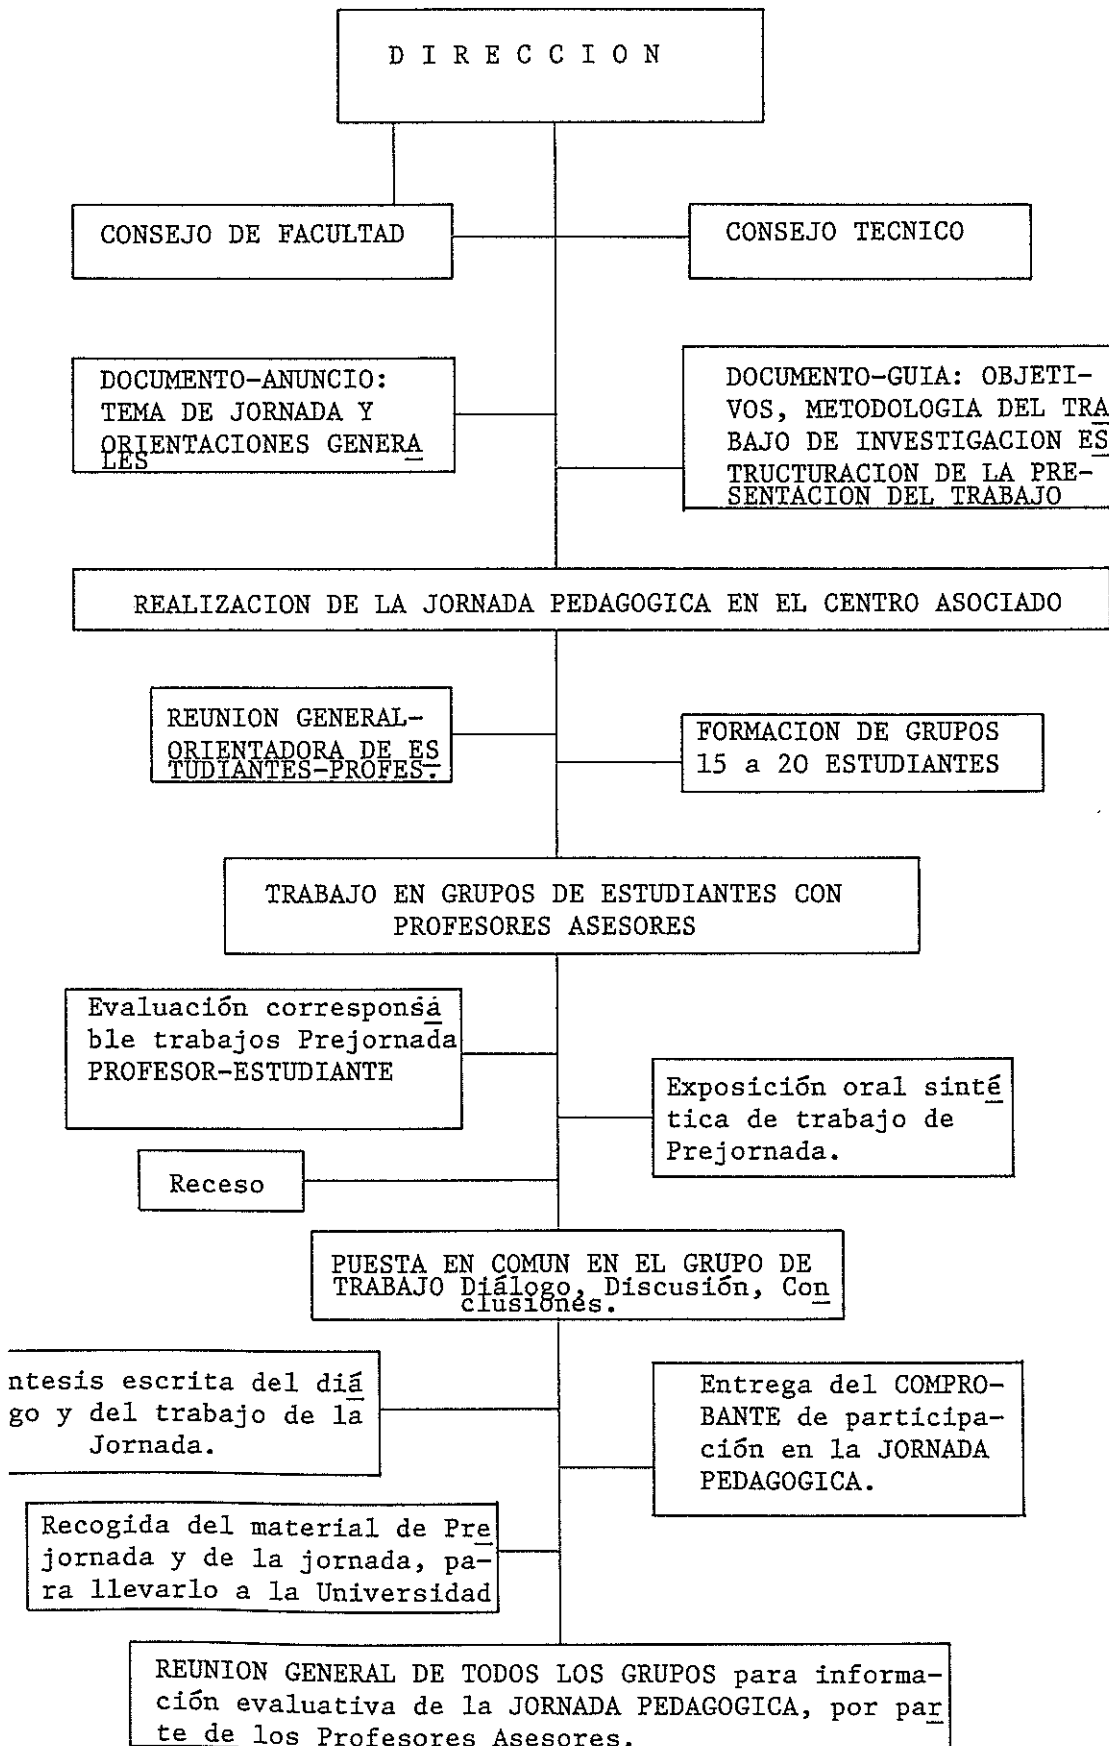 D I R E C C I O N
CONSEJO DE FACULTAD
CONSEJO TECNICO
DOCUMENTO-ANUNCIO:
TEMA DE JORNADA Y
ORIENTACIONES GENERA
LES
DOCUMENTO-GUIA: OBJETI-
VOS, METODOLOGIA DEL TRA
BAJO DE INVESTIGACION ES
TRUCTURACION DE LA PRE-
SENTACION DEL TRABAJO
REALIZACION DE LA JORNADA PEDAGOGICA EN EL CENTRO ASOCIADO
REUNION GENERAL-
ORIENTADORA DE ES
TUDIANTES-PROFES.
FORMACION DE GRUPOS
15 a 20 ESTUDIANTES
TRABAJO EN GRUPOS DE ESTUDIANTES CON
PROFESORES ASESORES
Evaluación corresponsa
ble trabajos Prejornada
PROFESOR-ESTUDIANTE
Exposición oral sinté
tica de trabajo de
Prejornada.
Receso
PUESTA EN COMUN EN EL GRUPO DE
TRABAJO Diálogo, Discusión, Con
clusiones.
ntesis escrita del diá
go y del trabajo de la
Jornada.
Entrega del COMPRO-
BANTE de participa-
ción en la JORNADA
PEDAGOGICA.
Recogida del material de Pre
jornada y de la jornada, pa-
ra llevarlo a la Universidad
REUNION GENERAL DE TODOS LOS GRUPOS para informa-
ción evaluativa de la JORNADA PEDAGOGICA, por par
te de los Profesores Asesores.